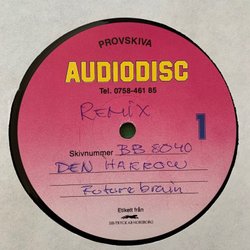 PROVSKIVA
AUDIODISC
Tel. 0758-461 85
REMIX
1
Skivnummer BB 8040
DEN HARROW
Future brain
Etikett från